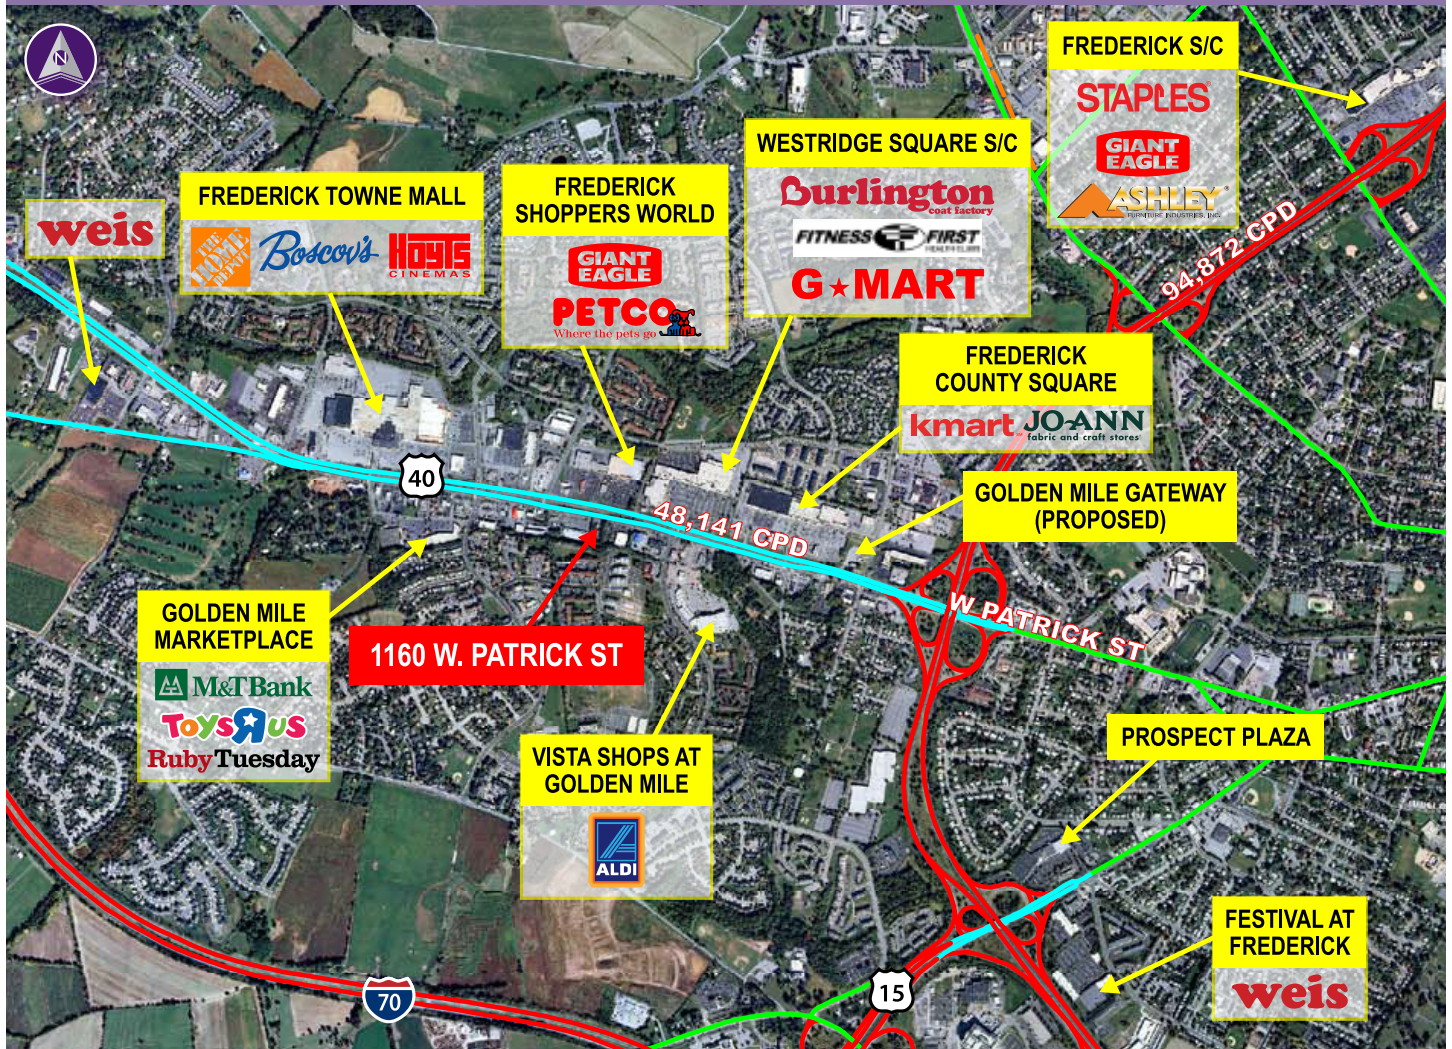 N
FREDERICK S/C
STAPLES
GIANT
EAGLE
ASHLEY
FURNITURE INDUSTRIES, INC.
WESTRIDGE SQUARE S/C
Burlington
coat factory
FITNESS FIRST
HEALTH CLUBS
G★MART
FREDERICK
SHOPPERS WORLD
GIANT
EAGLE
PETCO
Where the pets go
FREDERICK TOWNE MALL
THE
HOME
DEPOT
Boscov's
HOYTS
CINEMAS
weis
94,872 CPD
FREDERICK
COUNTY SQUARE
kmart
JO-ANN
fabric and craft stores
40
GOLDEN MILE GATEWAY
(PROPOSED)
48,141 CPD
W PATRICK ST
GOLDEN MILE
MARKETPLACE
M&T Bank
ToysRus
Ruby Tuesday
1160 W. PATRICK ST
VISTA SHOPS AT
GOLDEN MILE
ALDI
PROSPECT PLAZA
FESTIVAL AT
FREDERICK
weis
15
70